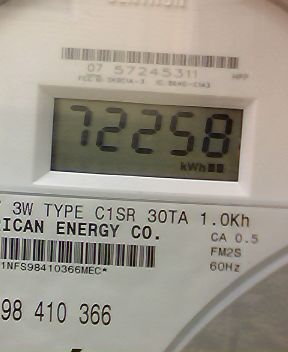 07 57245311
72258
kWh
3W TYPE C1SR 30TA 1.0Kh
RICAN ENERGY CO.
CA 0.5
FM2S
60Hz
1NFS98410366MEC*
98 410 366